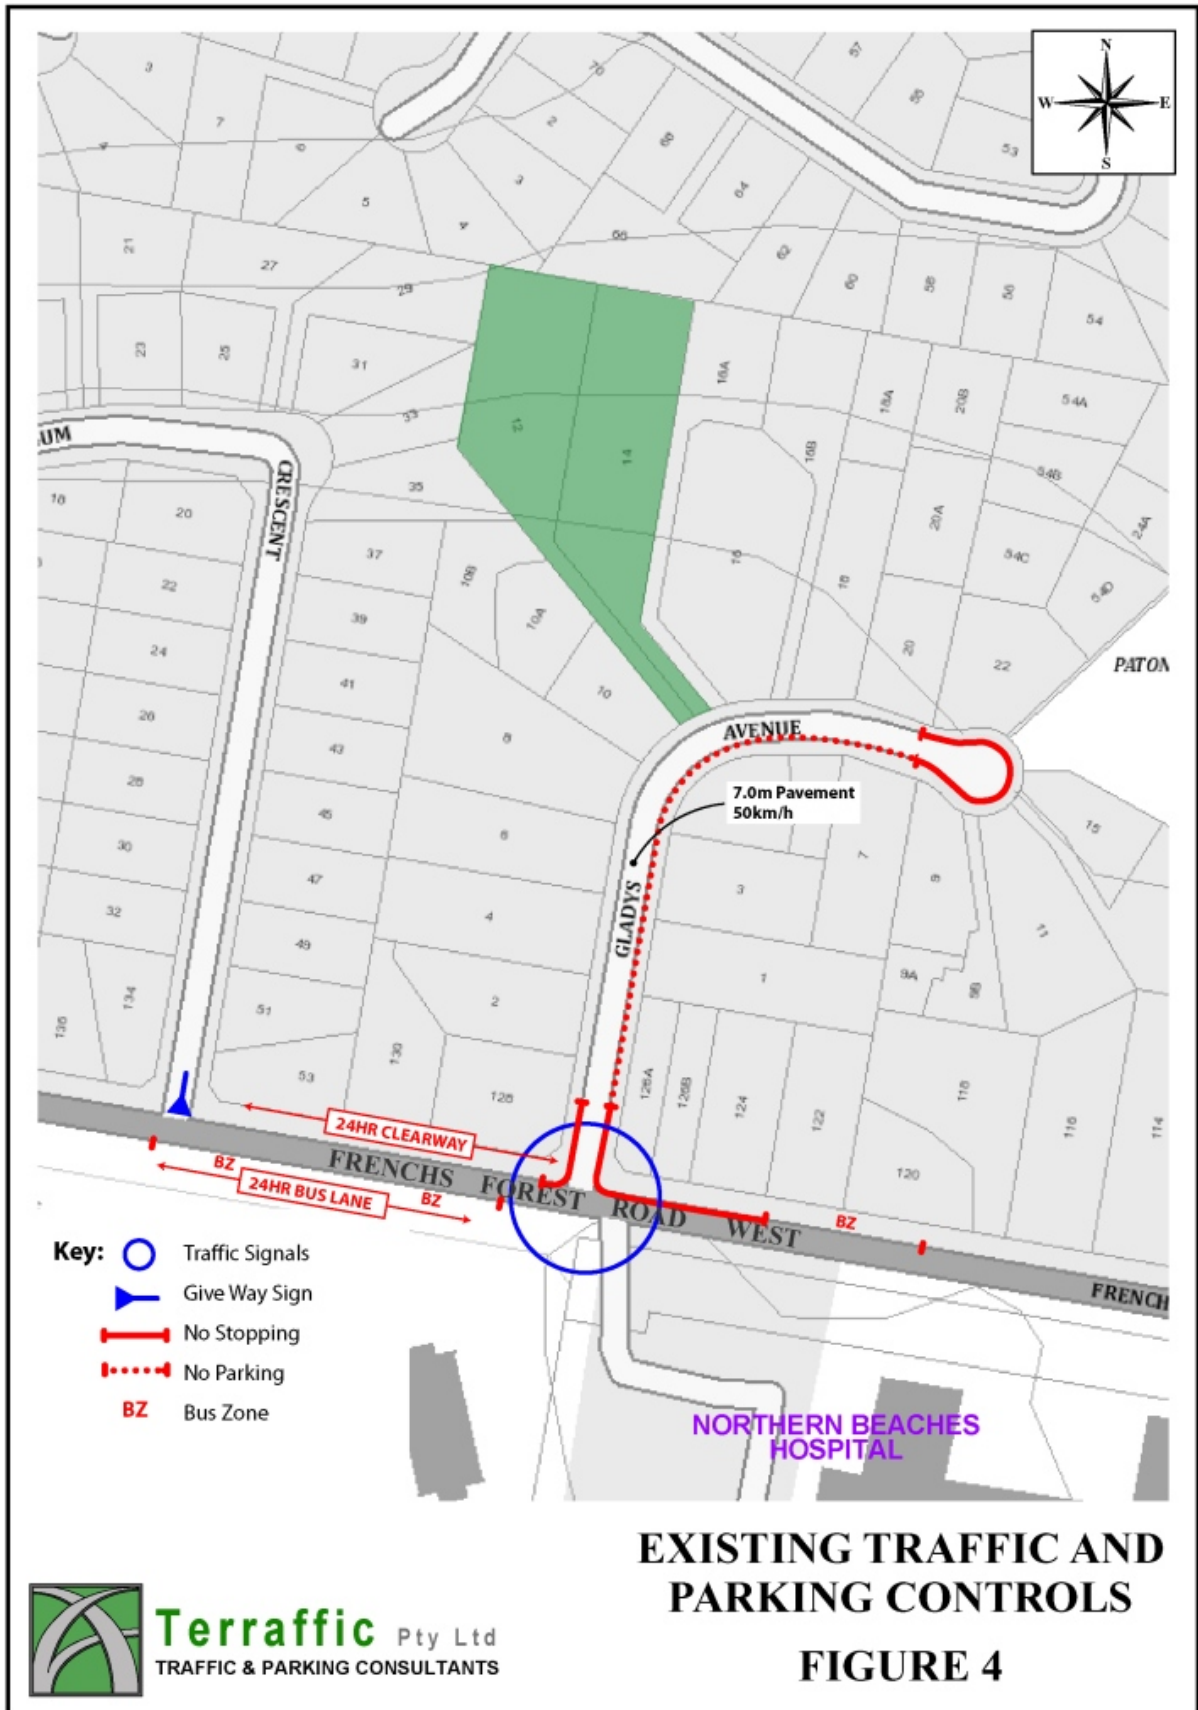 N
W E
S
3
7
4
6
5
70
2
68
3
4
66
64
62
60
58
56
54
57
55
53
21
27
29
23
25
31
33
35
12
14
16A
16B
18A
20B
54A
54B
24A
20A
54C
54D
16
18
20
22
UM
CRESCENT
18
20
22
24
26
28
30
32
134
136
37
39
41
43
45
47
49
51
53
10B
10A
10
8
6
4
2
130
128
PATON
AVENUE
7.0m Pavement
50km/h
GLADYS
15
3
7
9
11
1
9A
9B
126A
126B
124
122
120
118
116
114
24HR CLEARWAY
BZ
24HR BUS LANE
BZ
FRENCHS FOREST ROAD WEST
BZ
FRENCH
Key:
Traffic Signals
Give Way Sign
No Stopping
No Parking
BZ Bus Zone
NORTHERN BEACHES
HOSPITAL
EXISTING TRAFFIC AND
PARKING CONTROLS
FIGURE 4
Terraffic Pty Ltd
TRAFFIC & PARKING CONSULTANTS